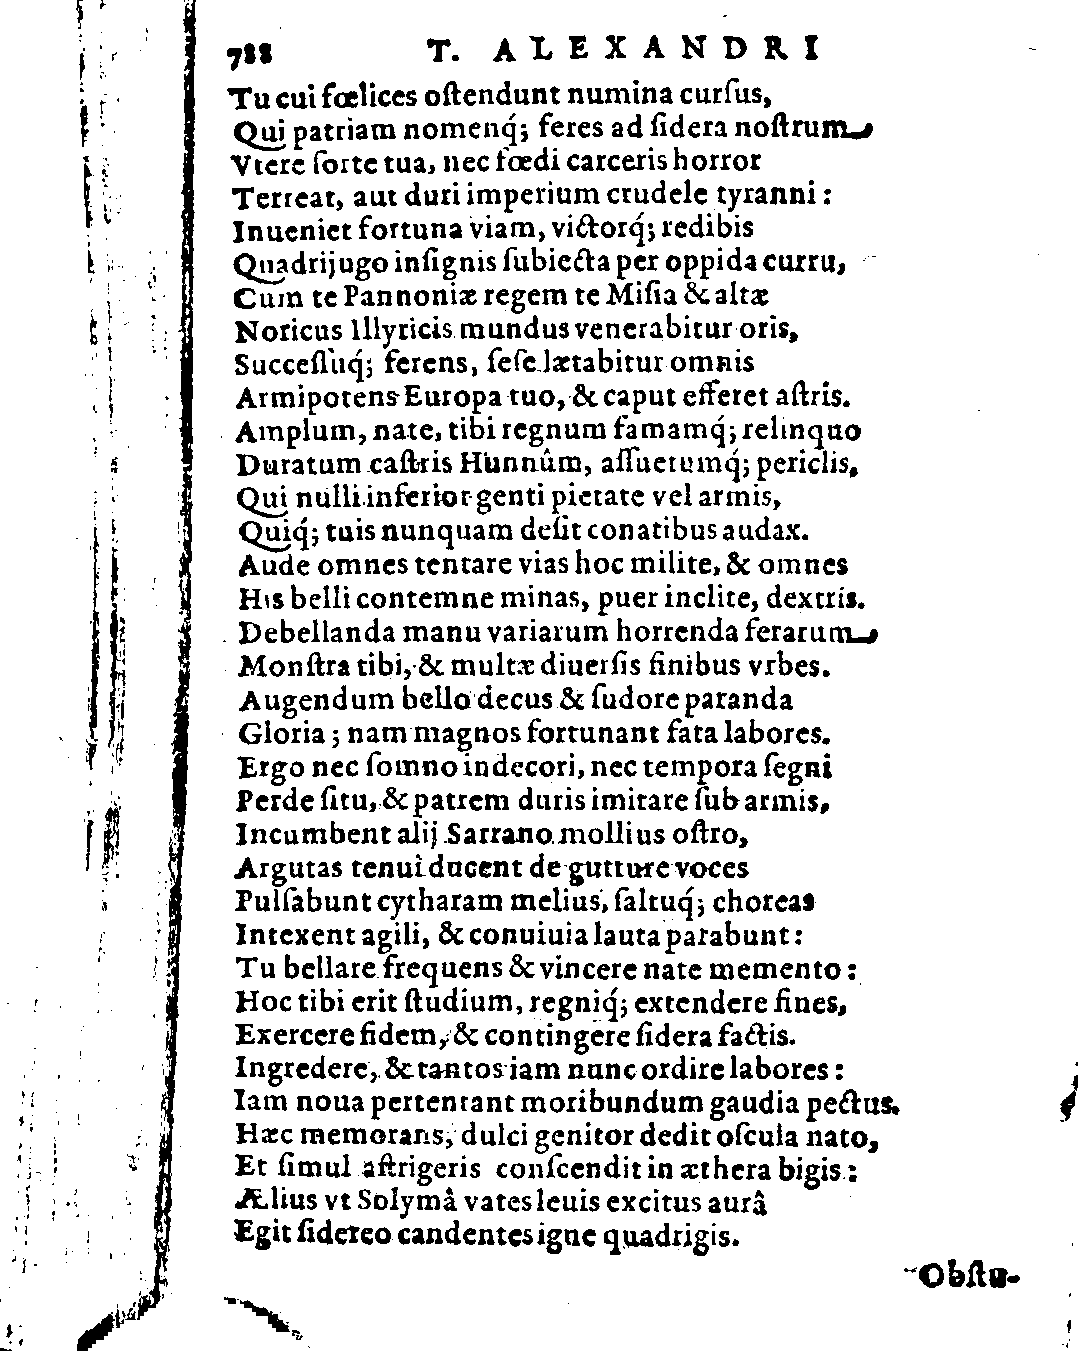 788 T. ALEXANDRI
Tu cui fœlices oſtendunt numina curſus,
Qui patriam nomenq́; feres ad ſidera noſtrum
Vtere ſorte tua, nec fœdi carceris horror
Terreat, aut duri imperium crudele tyranni:
Inueniet fortuna viam, victorq́; redibis
Quadrijugo inſignis ſubiecta per oppida curru,
Cum te Pannoniæ regem te Miſia & altæ
Noricus Illyricis mundus venerabitur oris,
Succeſſuq́; ferens, ſeſe lætabitur omnis
Armipotens Europa tuo, & caput efferet aſtris.
Amplum, nate, tibi regnum famamq́; relinquo
Duratum caſtris Hunnûm, aſſuetumq́; periclis,
Qui nulli inferior genti pietate vel armis,
Quiq́; tuis nunquam deſit conatibus audax.
Aude omnes tentare vias hoc milite, & omnes
His belli contemne minas, puer inclite, dextris.
Debellanda manu variarum horrenda ferarum
Monſtra tibi, & multæ diuerſis finibus vrbes.
Augendum bello decus & ſudore paranda
Gloria; nam magnos fortunant fata labores.
Ergo nec ſomno indecori, nec tempora ſegni
Perde ſitu, & patrem duris imitare ſub armis,
Incumbent alij Sarrano mollius oſtro,
Argutas tenui ducent de gutture voces
Pulſabunt cytharam melius, ſaltuq́; choreas
Intexent agili, & conuiuia lauta parabunt:
Tu bellare frequens & vincere nate memento:
Hoc tibi erit ſtudium, regniq́; extendere fines,
Exercere fidem, & contingere ſidera factis.
Ingredere, & tantos iam nunc ordire labores:
Iam noua pertentant moribundum gaudia pectus.
Hæc memorans, dulci genitor dedit oſcula nato,
Et ſimul aſtrigeris conſcendit in æthera bigis:
Ælius vt Solymâ vates leuis excitus aurâ
Egit ſidereo candentes igne quadrigis.
Obſtu-